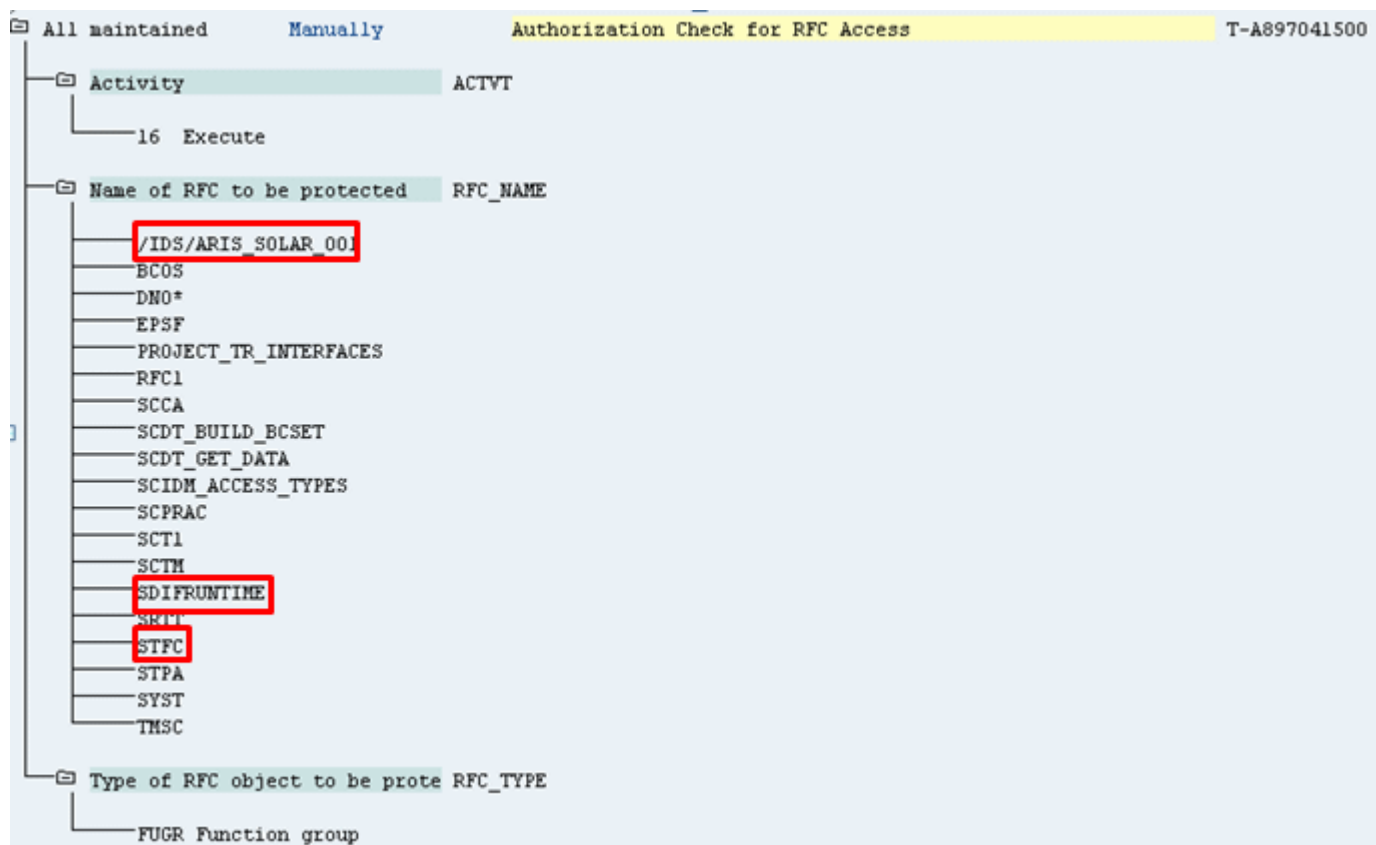 All maintained Manually Authorization Check for RFC Access T-A897041500
Activity ACTVT
16 Execute
Name of RFC to be protected RFC_NAME
/IDS/ARIS_SOLAR_001
BCOS
DNO*
EPSF
PROJECT_TR_INTERFACES
RFC1
SCCA
SCDT_BUILD_BCSET
SCDT_GET_DATA
SCIDM_ACCESS_TYPES
SCPRAC
SCT1
SCTM
SDIFRUNTIME
SRTT
STFC
STPA
SYST
TMSC
Type of RFC object to be prote RFC_TYPE
FUGR Function group